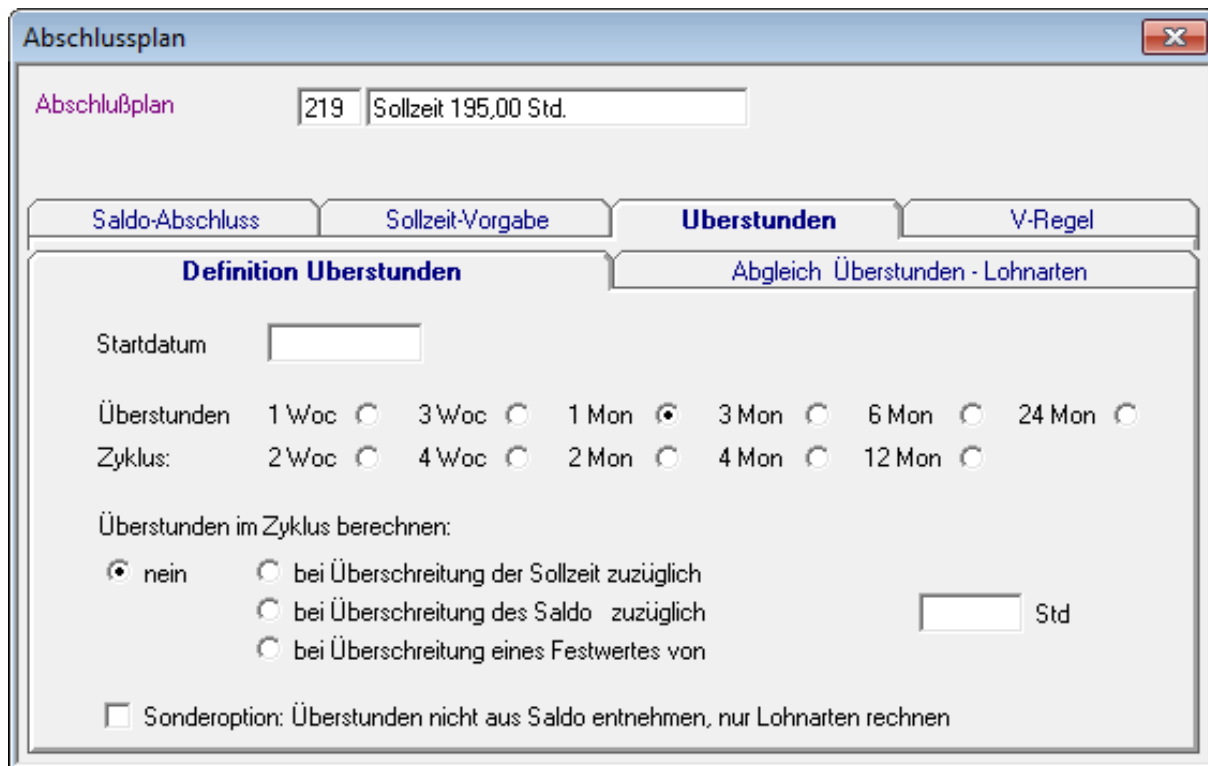 Abschlussplan
Abschlußplan 219 Sollzeit 195,00 Std.
Saldo-Abschluss Sollzeit-Vorgabe Uberstunden V-Regel
Definition Uberstunden Abgleich Überstunden - Lohnarten
Startdatum
Überstunden 1 Woc 3 Woc 1 Mon 3 Mon 6 Mon 24 Mon
Zyklus: 2 Woc 4 Woc 2 Mon 4 Mon 12 Mon
Überstunden im Zyklus berechnen:
nein bei Überschreitung der Sollzeit zuzüglich
bei Überschreitung des Saldo zuzüglich Std
bei Überschreitung eines Festwertes von
Sonderoption: Überstunden nicht aus Saldo entnehmen, nur Lohnarten rechnen